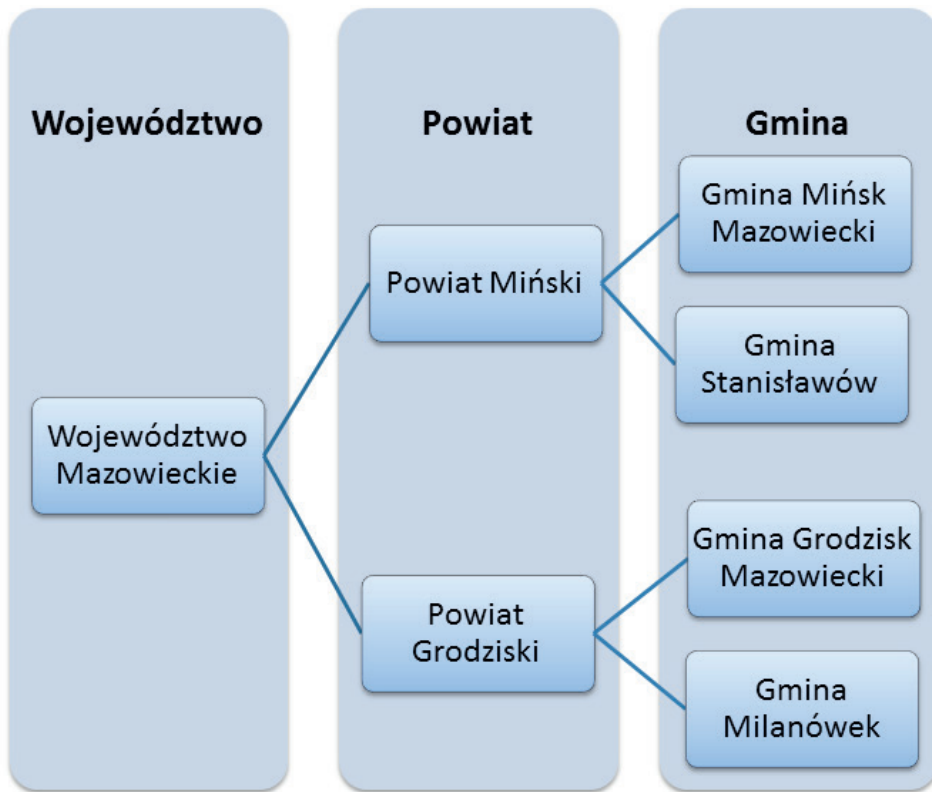 Województwo
Powiat
Gmina
Województwo
Mazowieckie
Powiat Miński
Powiat
Grodziski
Gmina Mińsk
Mazowiecki
Gmina
Stanisławów
Gmina Grodzisk
Mazowiecki
Gmina
Milanówek